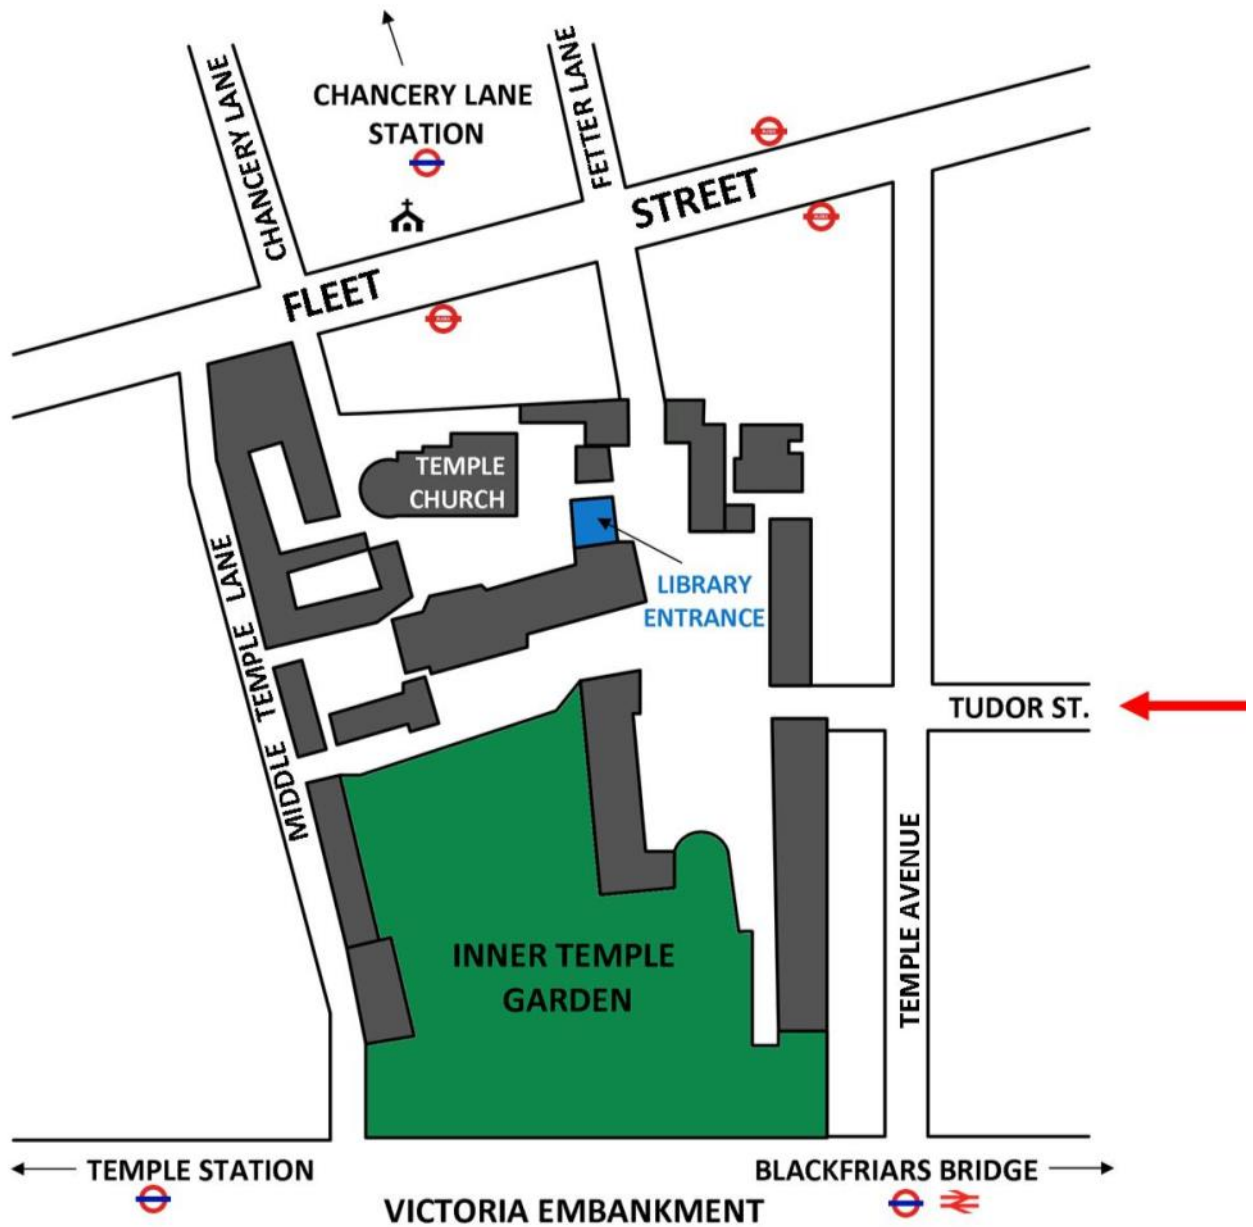 CHANCERY LANE
CHANCERY LANE
STATION
FETTER LANE
FLEET STREET
TEMPLE
CHURCH
LIBRARY
ENTRANCE
MIDDLE TEMPLE LANE
TUDOR ST.
TEMPLE AVENUE
INNER TEMPLE
GARDEN
TEMPLE STATION
BLACKFRIARS BRIDGE
VICTORIA EMBANKMENT